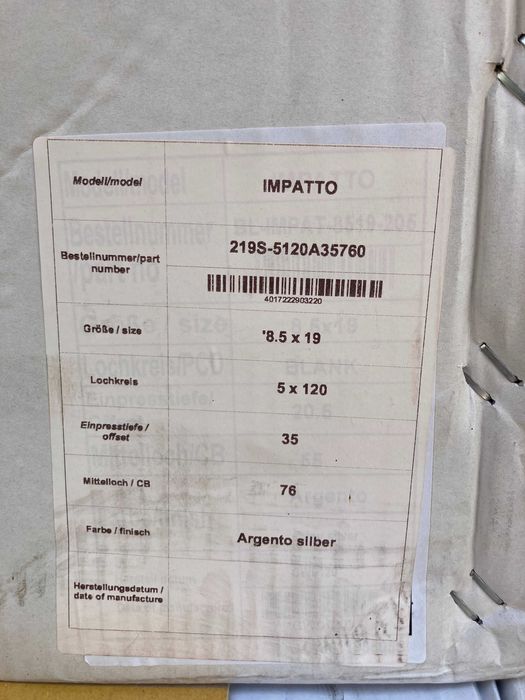 Modell/model IMPATTO
Bestellnummer/part number 219S-5120A35760
4017222903220
Größe / size '8.5 x 19
Lochkreis 5 x 120
Einpresstiefe / offset 35
Mittelloch / CB 76
Farbe / finisch Argento silber
Herstellungsdatum / date of manufacture